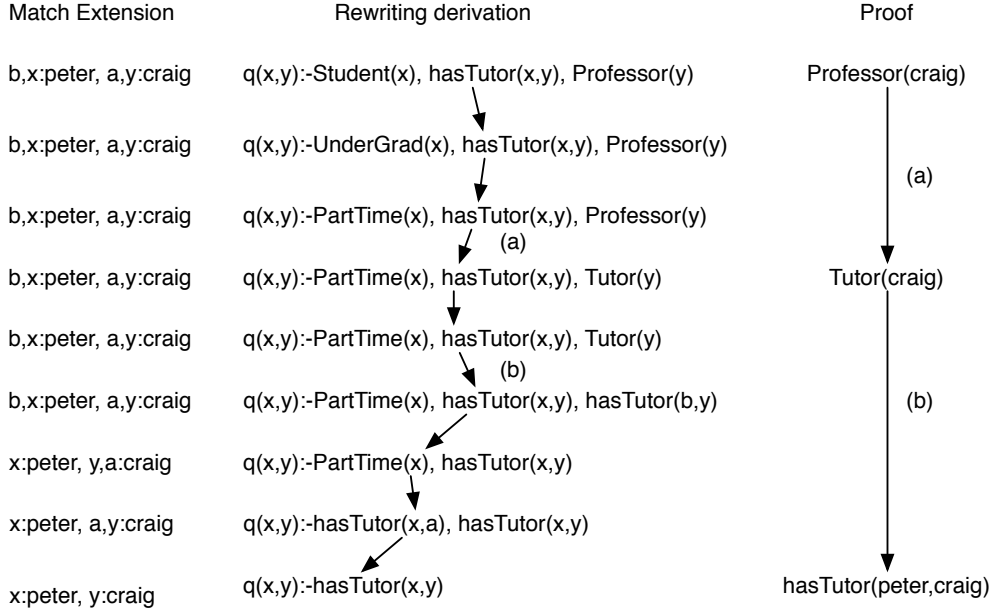 Match Extension Rewriting derivation Proof
b,x:peter, a,y:craig q(x,y):-Student(x), hasTutor(x,y), Professor(y) Professor(craig)
b,x:peter, a,y:craig q(x,y):-UnderGrad(x), hasTutor(x,y), Professor(y)
(a)
b,x:peter, a,y:craig q(x,y):-PartTime(x), hasTutor(x,y), Professor(y)
(a)
b,x:peter, a,y:craig q(x,y):-PartTime(x), hasTutor(x,y), Tutor(y) Tutor(craig)
b,x:peter, a,y:craig q(x,y):-PartTime(x), hasTutor(x,y), Tutor(y)
(b)
b,x:peter, a,y:craig q(x,y):-PartTime(x), hasTutor(x,y), hasTutor(b,y) (b)
x:peter, y,a:craig q(x,y):-PartTime(x), hasTutor(x,y)
x:peter, a,y:craig q(x,y):-hasTutor(x,a), hasTutor(x,y)
x:peter, y:craig q(x,y):-hasTutor(x,y) hasTutor(peter,craig)